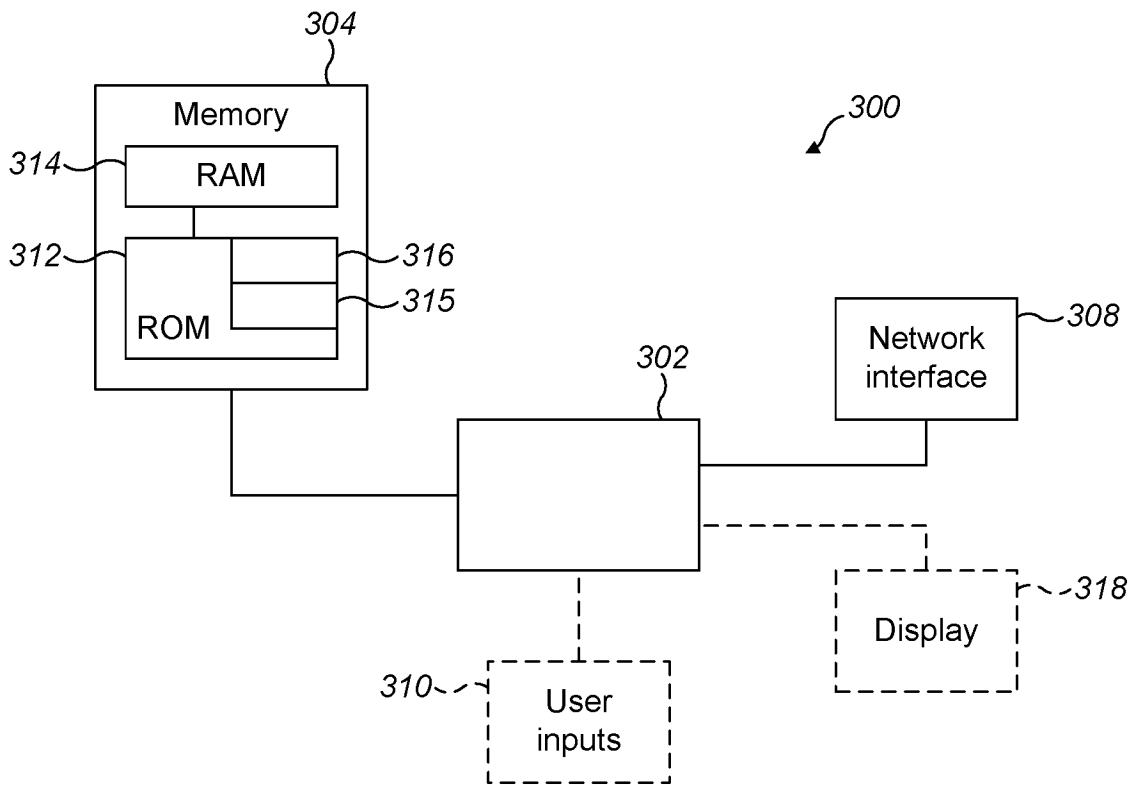 304
Memory
300
314
RAM
312
316
315
ROM
308
Network
interface
302
318
Display
310
User
inputs